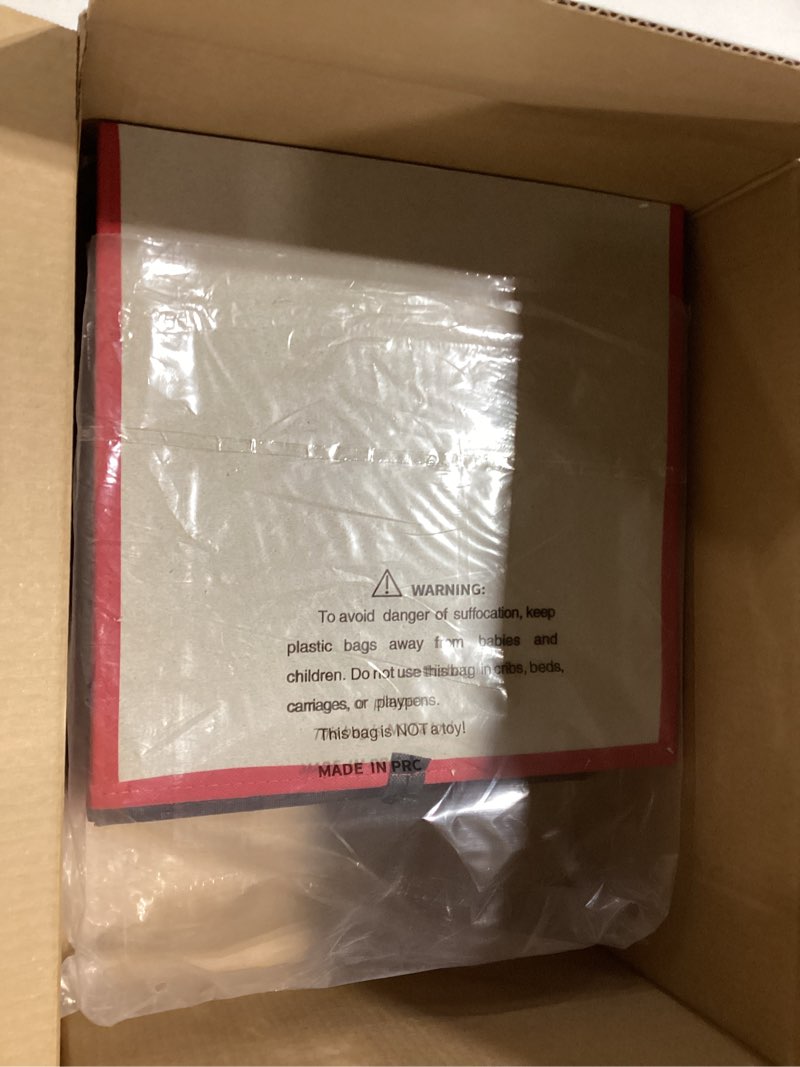 WARNING:
To avoid danger of suffocation, keep
plastic bags away from babies and
children. Do not use this bag in cribs, beds,
carriages, or playpens.
This bag is NOT a toy!
MADE IN PRC